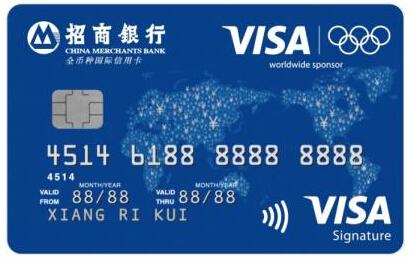 招商银行
CHINA MERCHANTS BANK
全币种国际信用卡
VISA
worldwide sponsor
4514 6188 8888 8888
4514
MONTH/YEAR MONTH/YEAR
VALID FROM 88/88 VALID THRU 88/88
XIANG RI KUI
VISA
Signature